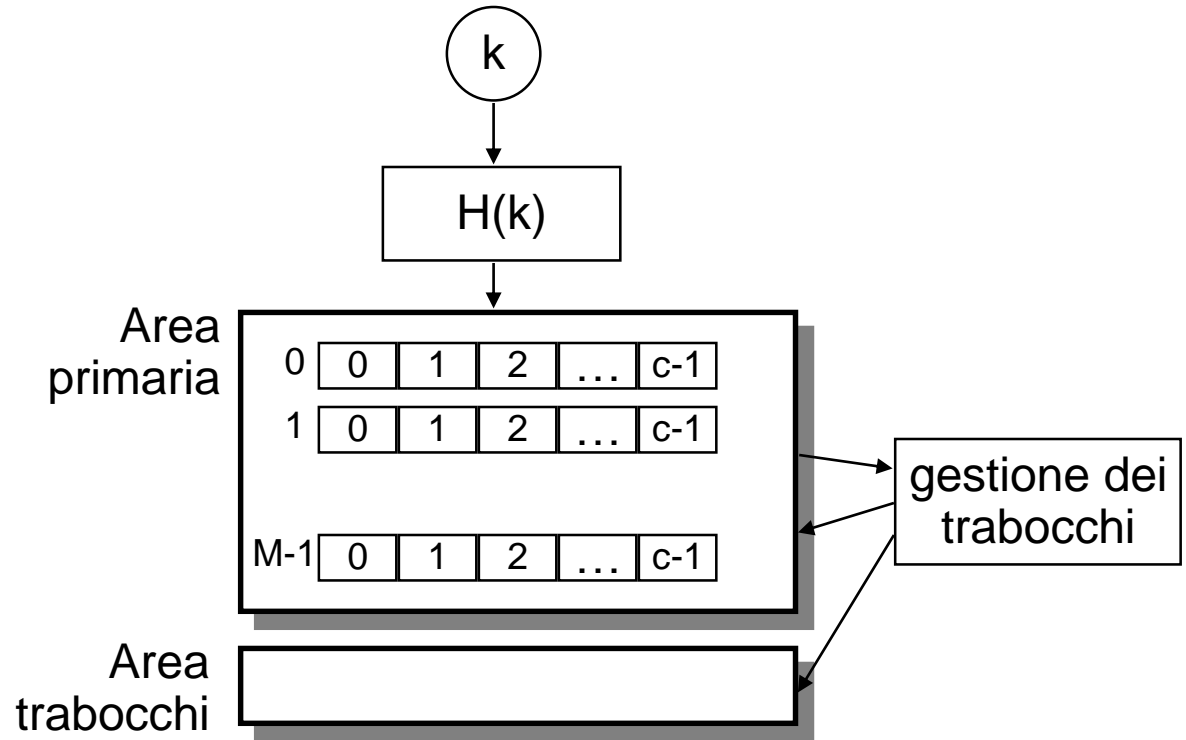 k
H(k)
Area
primaria
0 0 1 2 ... c-1
1 0 1 2 ... c-1
M-1 0 1 2 ... c-1
gestione dei
trabocchi
Area
trabocchi